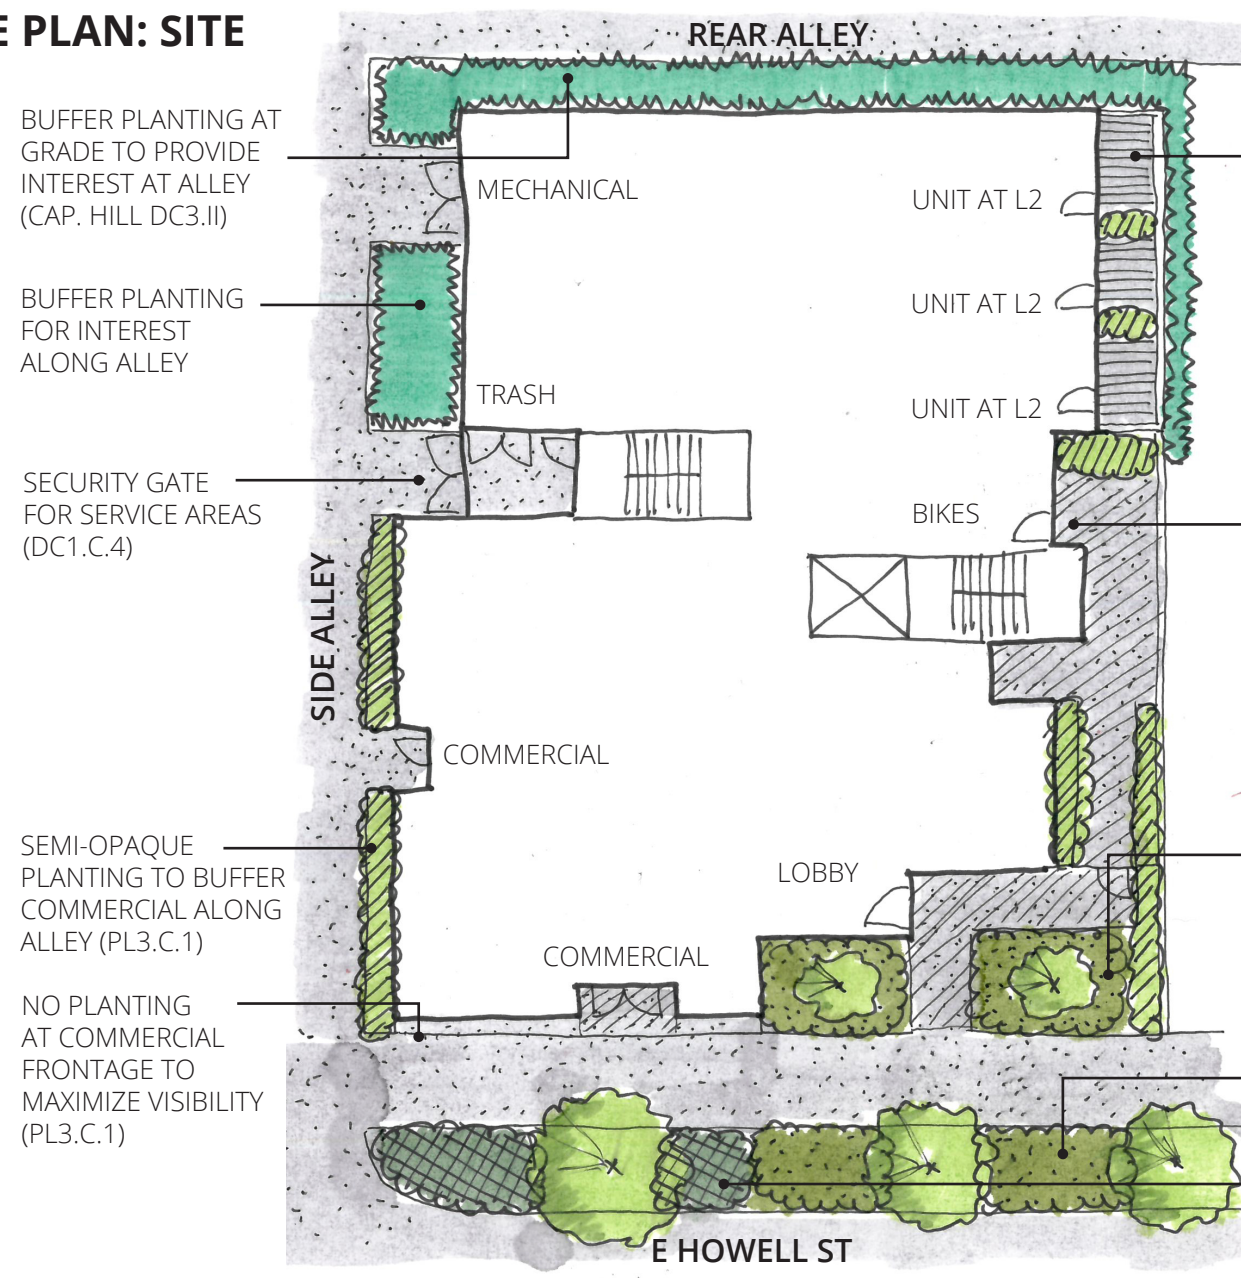 E PLAN: SITE
REAR ALLEY
BUFFER PLANTING AT
GRADE TO PROVIDE
INTEREST AT ALLEY
(CAP. HILL DC3.II)
MECHANICAL
UNIT AT L2
BUFFER PLANTING
FOR INTEREST
ALONG ALLEY
UNIT AT L2
TRASH
UNIT AT L2
SECURITY GATE
FOR SERVICE AREAS
(DC1.C.4)
BIKES
SIDE ALLEY
COMMERCIAL
SEMI-OPAQUE
PLANTING TO BUFFER
COMMERCIAL ALONG
ALLEY (PL3.C.1)
LOBBY
COMMERCIAL
NO PLANTING
AT COMMERCIAL
FRONTAGE TO
MAXIMIZE VISIBILITY
(PL3.C.1)
E HOWELL ST